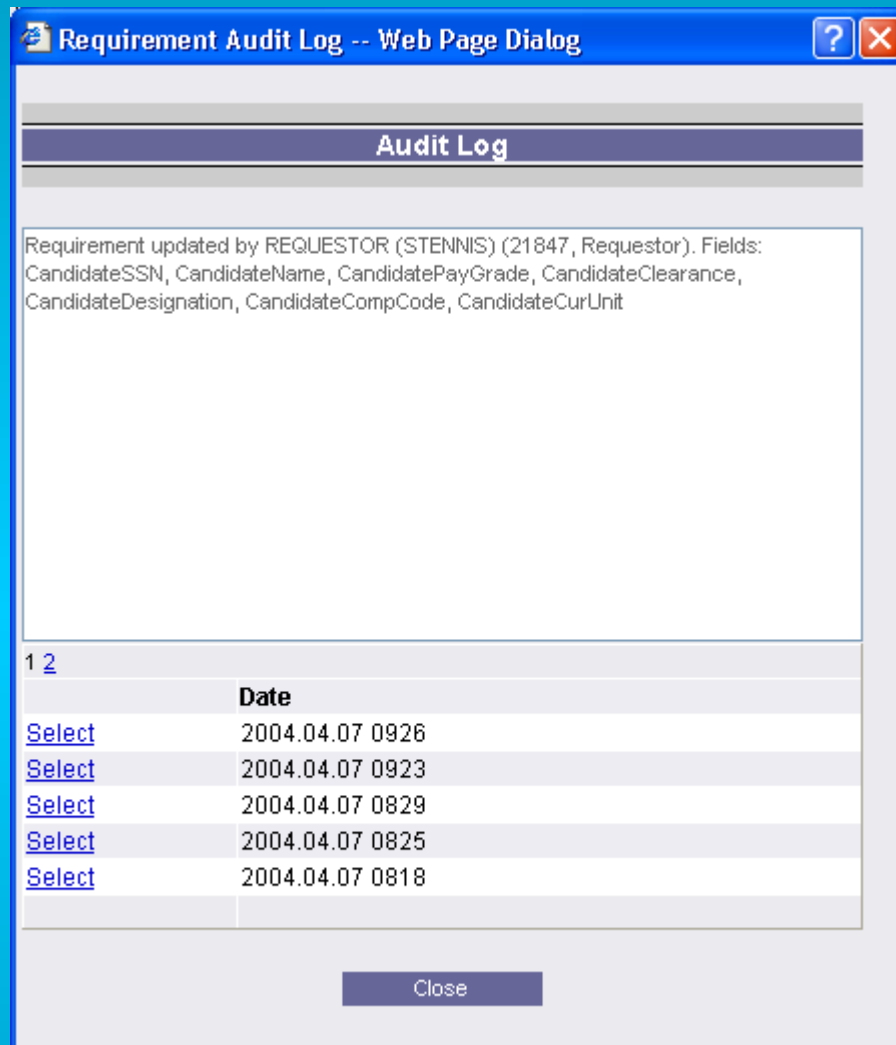 Requirement Audit Log -- Web Page Dialog
Audit Log
Requirement updated by REQUESTOR (STENNIS) (21847, Requestor). Fields:
CandidateSSN, CandidateName, CandidatePayGrade, CandidateClearance,
CandidateDesignation, CandidateCompCode, CandidateCurUnit
1 2
Date
Select 2004.04.07 0926
Select 2004.04.07 0923
Select 2004.04.07 0829
Select 2004.04.07 0825
Select 2004.04.07 0818
Close